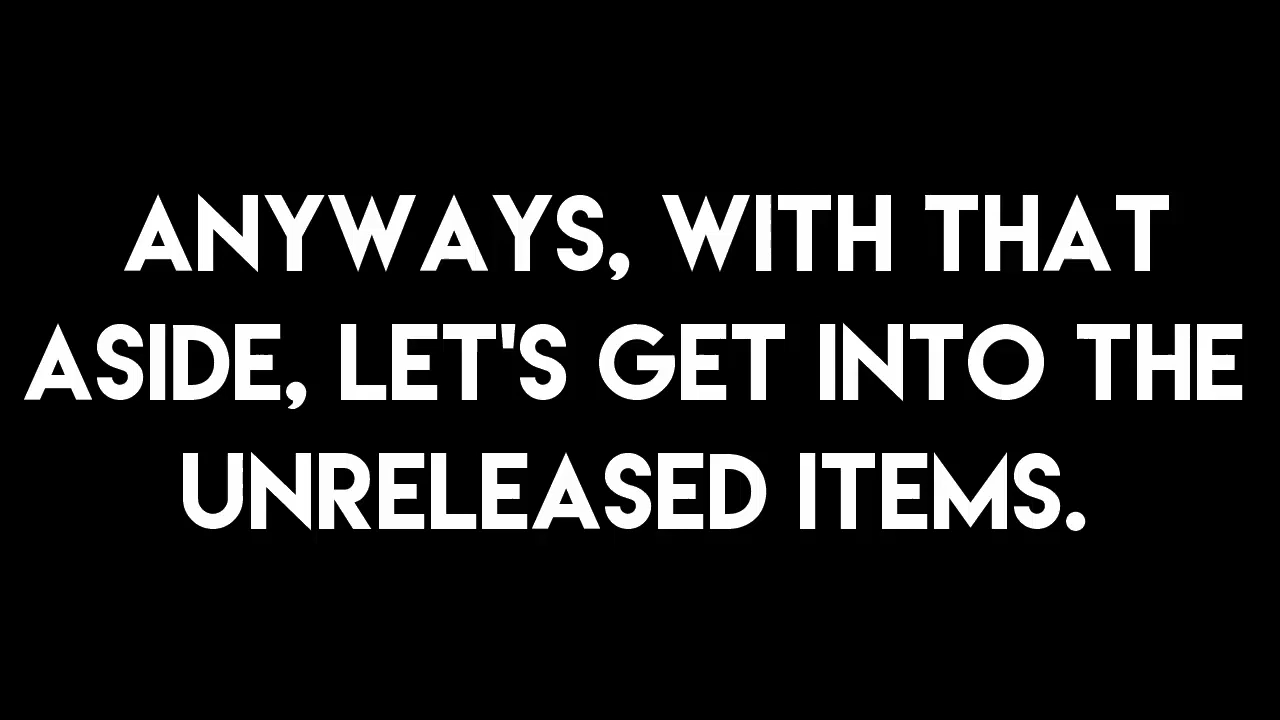 ANYWAYS, WITH THAT
ASIDE, LET'S GET INTO THE
UNRELEASED ITEMS.